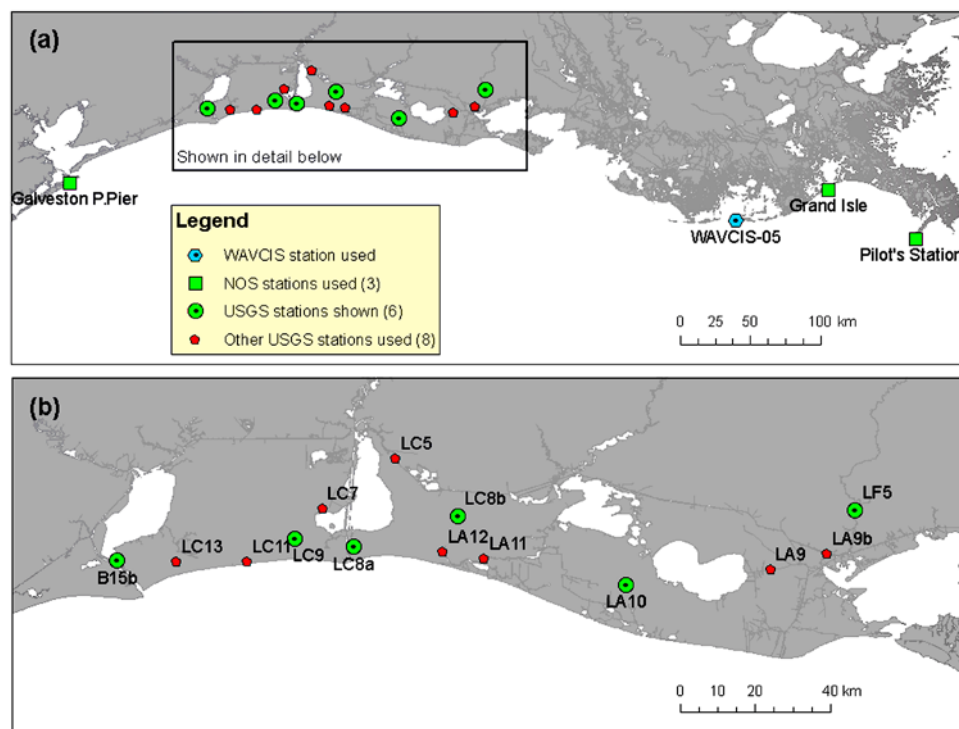 (a)
Shown in detail below
Galveston P.Pier
Grand Isle
WAVCIS-05
Pilot's Station
Legend
WAVCIS station used
NOS stations used (3)
USGS stations shown (6)
Other USGS stations used (8)
0 25 50 100 km
(b)
LC5
LC7
LC8b
LF5
LA12
LA11
LA9b
LC13
LC11
LC9
LC8a
LA9
B15b
LA10
0 10 20 40 km